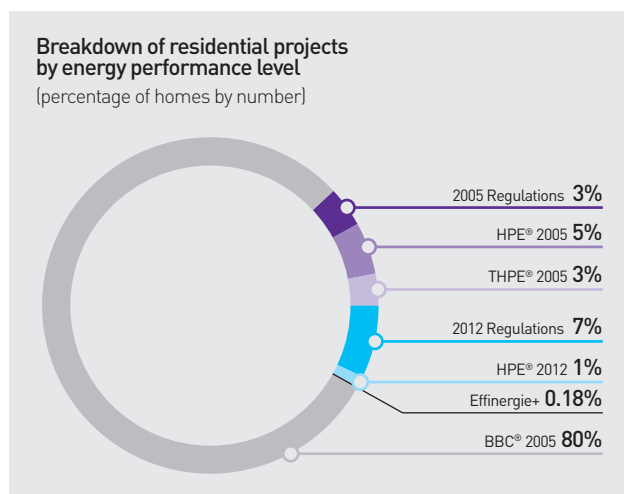 Breakdown of residential projects
by energy performance level
(percentage of homes by number)
2005 Regulations 3%
HPE® 2005 5%
THPE® 2005 3%
2012 Regulations 7%
HPE® 2012 1%
Effinergie+ 0.18%
BBC® 2005 80%